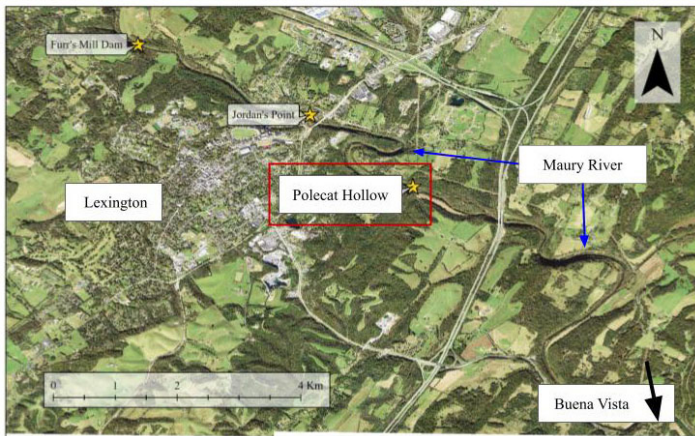 Furr's Mill Dam
N
Jordan's Point
Maury River
Polecat Hollow
Lexington
0 1 2 4 Km
Buena Vista